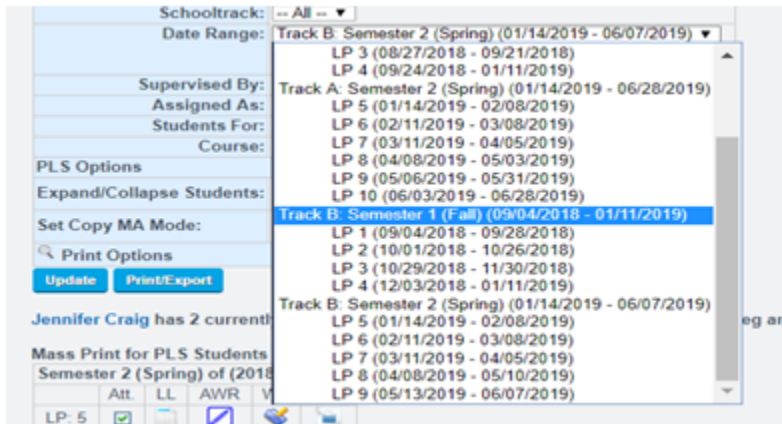 Schooltrack: -- All --
Date Range: Track B: Semester 2 (Spring) (01/14/2019 - 06/07/2019)
LP 3 (08/27/2018 - 09/21/2018)
LP 4 (09/24/2018 - 01/11/2019)
Track A: Semester 2 (Spring) (01/14/2019 - 06/28/2019)
LP 5 (01/14/2019 - 02/08/2019)
LP 6 (02/11/2019 - 03/08/2019)
LP 7 (03/11/2019 - 04/05/2019)
LP 8 (04/08/2019 - 05/03/2019)
LP 9 (05/06/2019 - 05/31/2019)
LP 10 (06/03/2019 - 06/28/2019)
Track B: Semester 1 (Fall) (09/04/2018 - 01/11/2019)
LP 1 (09/04/2018 - 09/28/2018)
LP 2 (10/01/2018 - 10/26/2018)
LP 3 (10/29/2018 - 11/30/2018)
LP 4 (12/03/2018 - 01/11/2019)
Track B: Semester 2 (Spring) (01/14/2019 - 06/07/2019)
LP 5 (01/14/2019 - 02/08/2019)
LP 6 (02/11/2019 - 03/08/2019)
LP 7 (03/11/2019 - 04/05/2019)
LP 8 (04/08/2019 - 05/10/2019)
LP 9 (05/13/2019 - 06/07/2019)
Supervised By:
Assigned As:
Students For:
Course:
PLS Options
Expand/Collapse Students:
Set Copy MA Mode:
Print Options
Update Print/Export
Jennifer Craig has 2 currentl
eg ar
Mass Print for PLS Students
Semester 2 (Spring) of (2018
Att. LL AWR
LP: 5